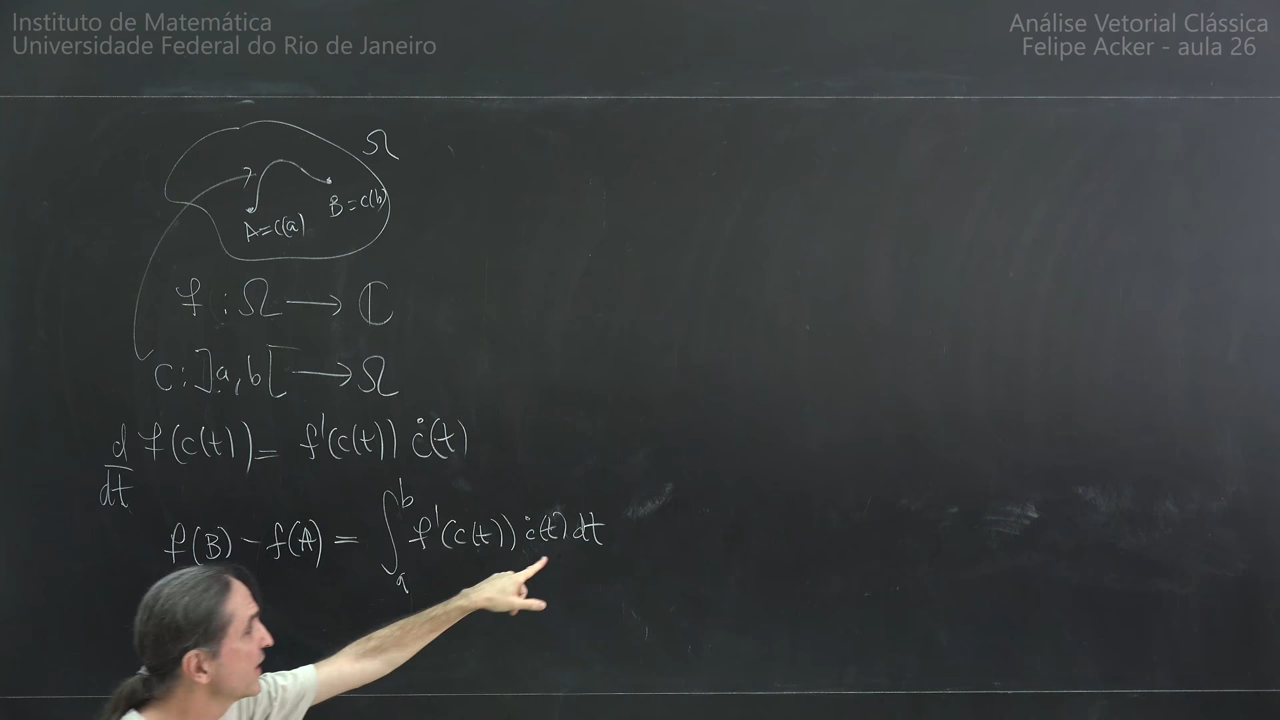 Instituto de Matemática
Universidade Federal do Rio de Janeiro
Análise Vetorial Clássica
Felipe Acker - aula 26
Ω
B=c(b)
A=c(a)
f : Ω → ℂ
c : ]a,b[ → Ω
d/dt f(c(t)) = f'(c(t)) ċ(t)
f(B) - f(A) = ∫_a^b f'(c(t)) ċ(t) dt